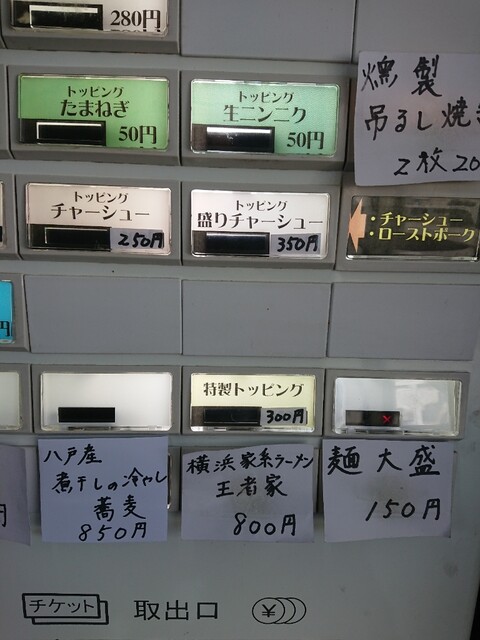 280円
トッピング
たまねぎ
50円
トッピング
生ニンニク
50円
燻製
吊るし焼き
2枚20
トッピング
チャーシュー
250円
トッピング
盛りチャーシュー
350円
・チャーシュー
・ローストポーク
円
特製トッピング
300円
円
八戸産
煮干しの冷やし
蕎麦
850円
横浜家系ラーメン
王者家
800円
麺大盛
150円
チケット 取出口 ¥